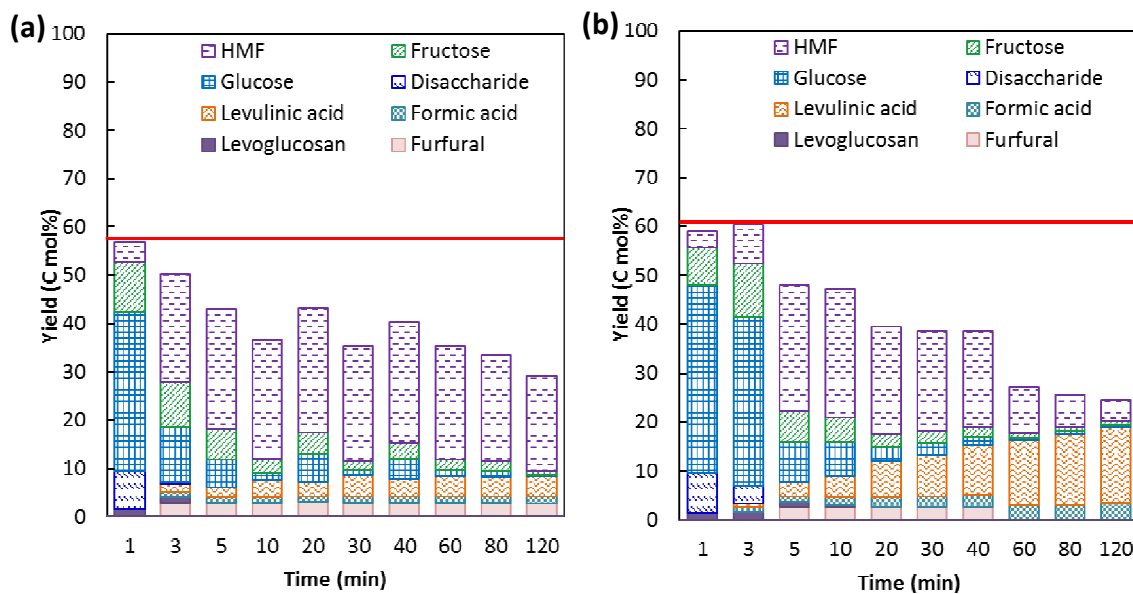 (a)
Yield (C mol%)
100
90
80
70
60
50
40
30
20
10
0
HMF Fructose
Glucose Disaccharide
Levulinic acid Formic acid
Levoglucosan Furfural
1 3 5 10 20 30 40 60 80 120
Time (min)
(b)
Yield (C mol%)
100
90
80
70
60
50
40
30
20
10
0
HMF Fructose
Glucose Disaccharide
Levulinic acid Formic acid
Levoglucosan Furfural
1 3 5 10 20 30 40 60 80 120
Time (min)